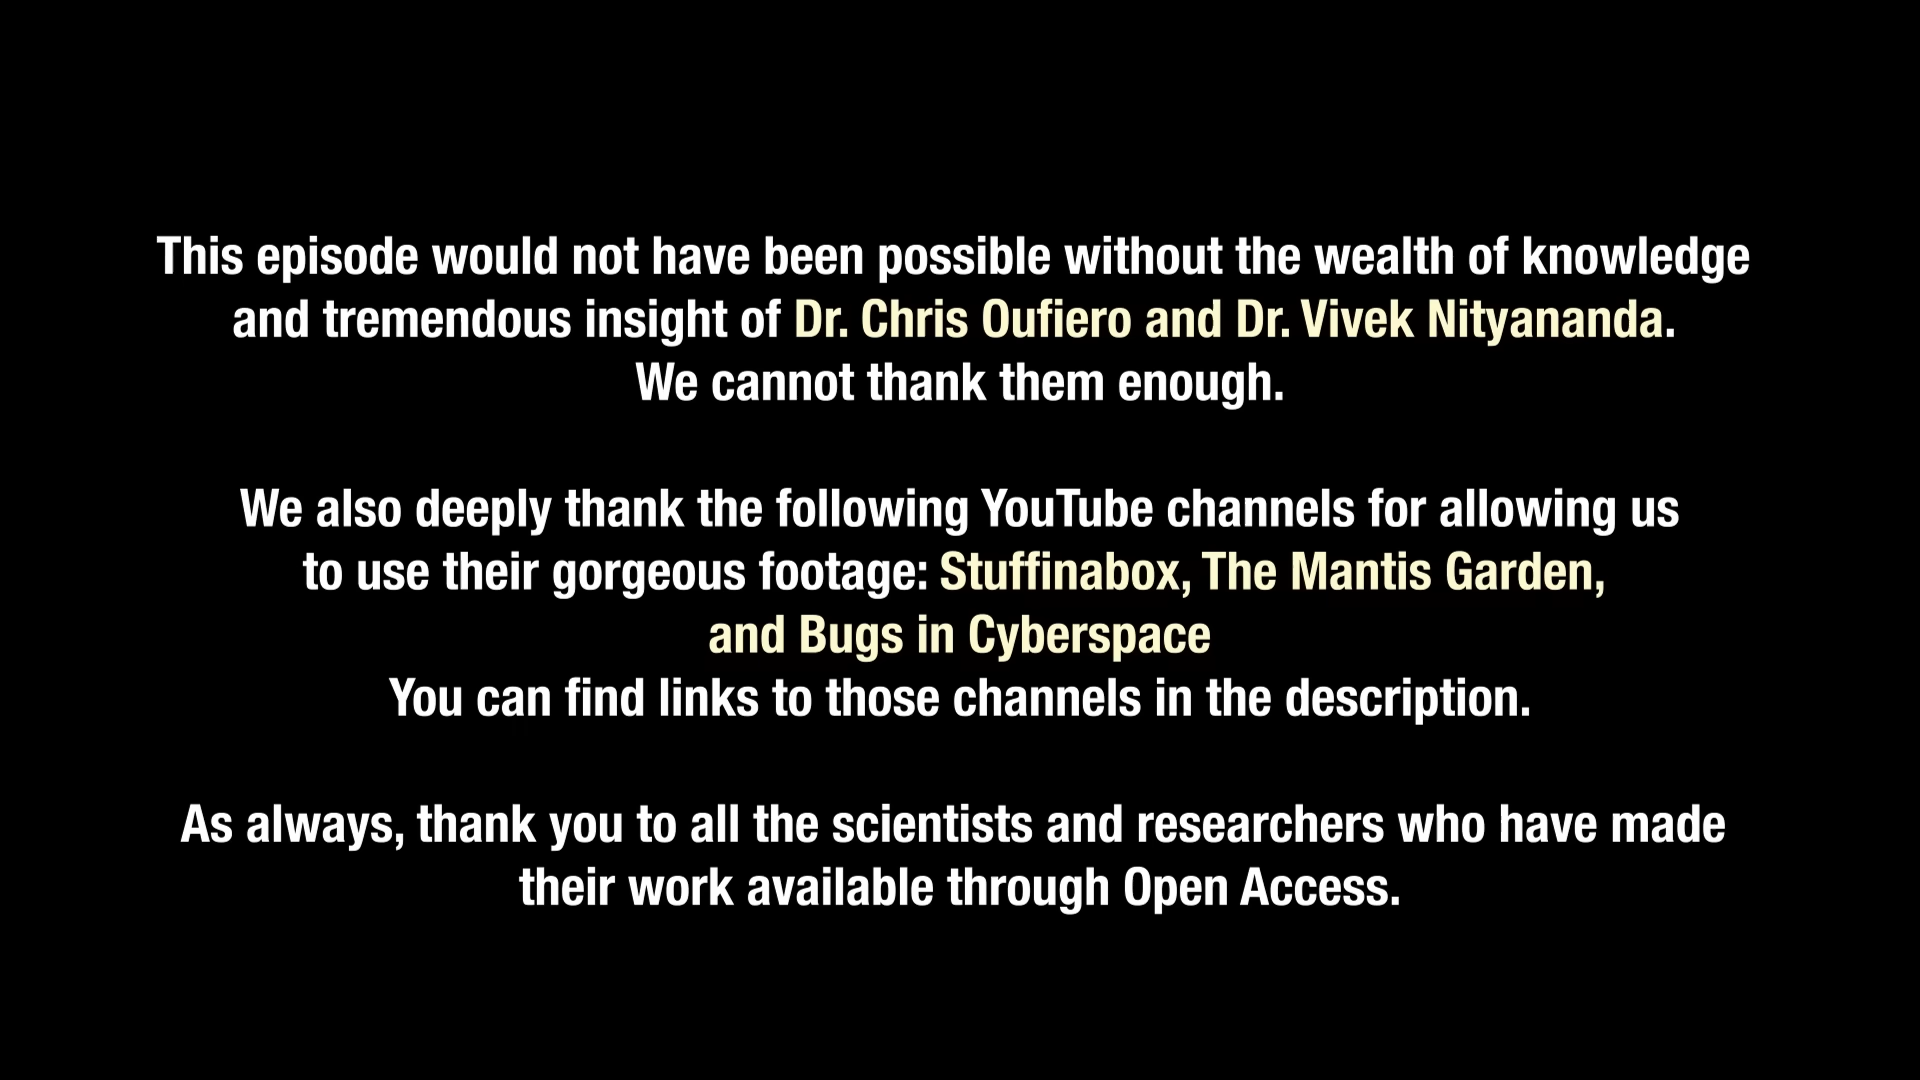 This episode would not have been possible without the wealth of knowledge
and tremendous insight of Dr. Chris Oufiero and Dr. Vivek Nityananda.
We cannot thank them enough.
We also deeply thank the following YouTube channels for allowing us
to use their gorgeous footage: Stuffinabox, The Mantis Garden,
and Bugs in Cyberspace
You can find links to those channels in the description.
As always, thank you to all the scientists and researchers who have made
their work available through Open Access.